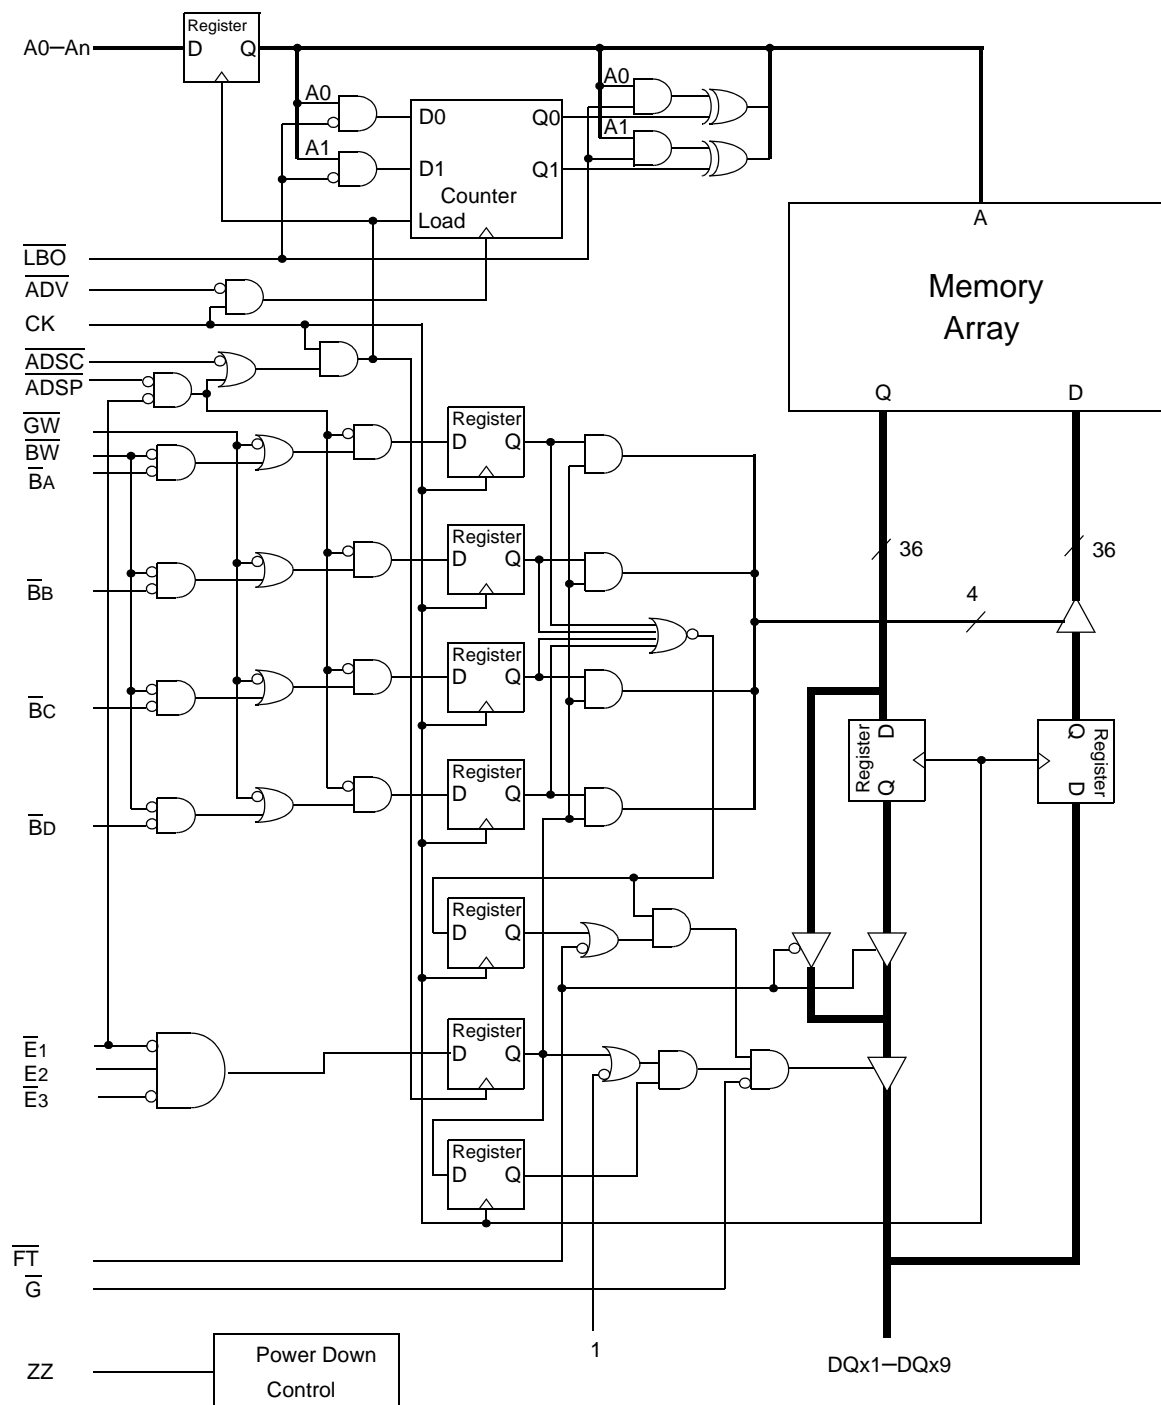 Register
A0–An
D Q
A0
A0
D0
Q0
A1
A1
D1
Q1
Counter
Load
A
LBO
ADV
Memory
CK
Array
ADSC
ADSP
Q
D
GW
Register
BW
D Q
BA
Register
36
36
D Q
BB
4
Register
D Q
BC
Register
D
Q
Q
Register
D
Register
D Q
BD
Register
D Q
Register
E1
D Q
E2
E3
Register
D Q
FT
G
1
Power Down
DQx1–DQx9
ZZ
Control